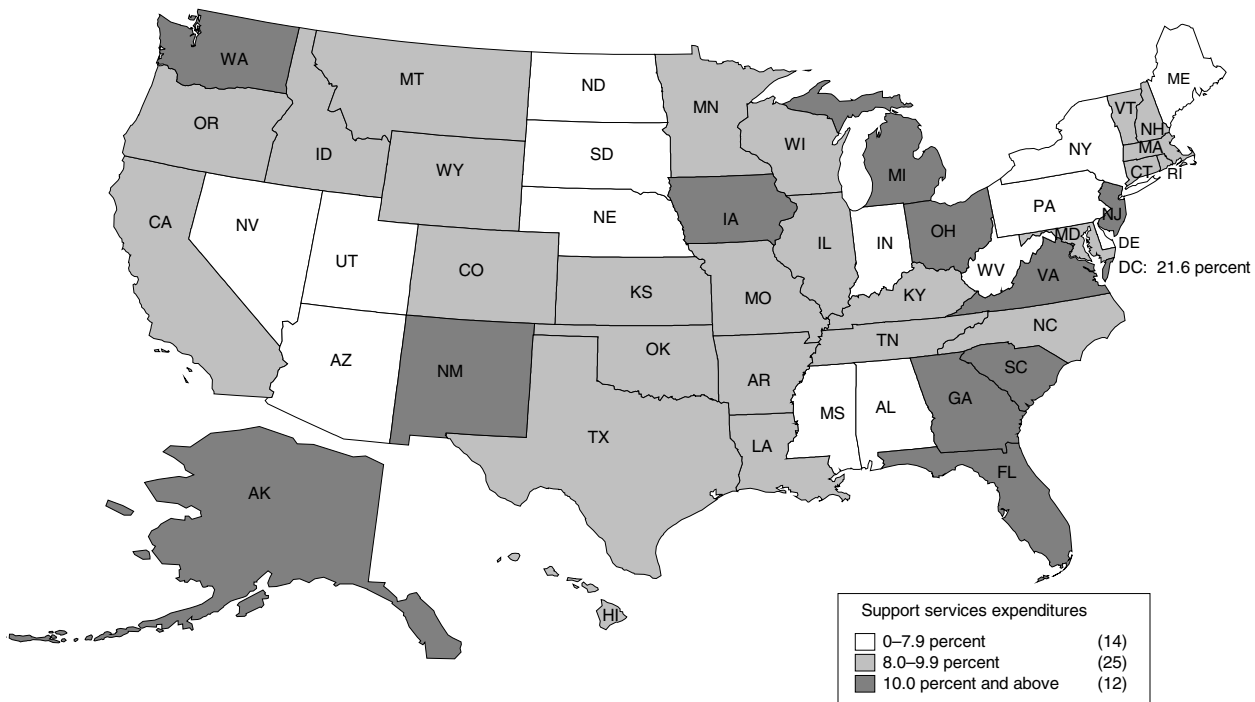 WA
MT
ND
MN
ME
VT
NH
OR
ID
WY
SD
WI
NY
MA
MI
CT
RI
CA
NV
NE
IA
PA
NJ
UT
CO
IL
IN
OH
MD
DE
WV
VA
DC: 21.6 percent
KS
MO
KY
NC
AZ
NM
OK
TN
AR
SC
MS
AL
GA
TX
LA
FL
AK
HI
Support services expenditures
0–7.9 percent (14)
8.0–9.9 percent (25)
10.0 percent and above (12)